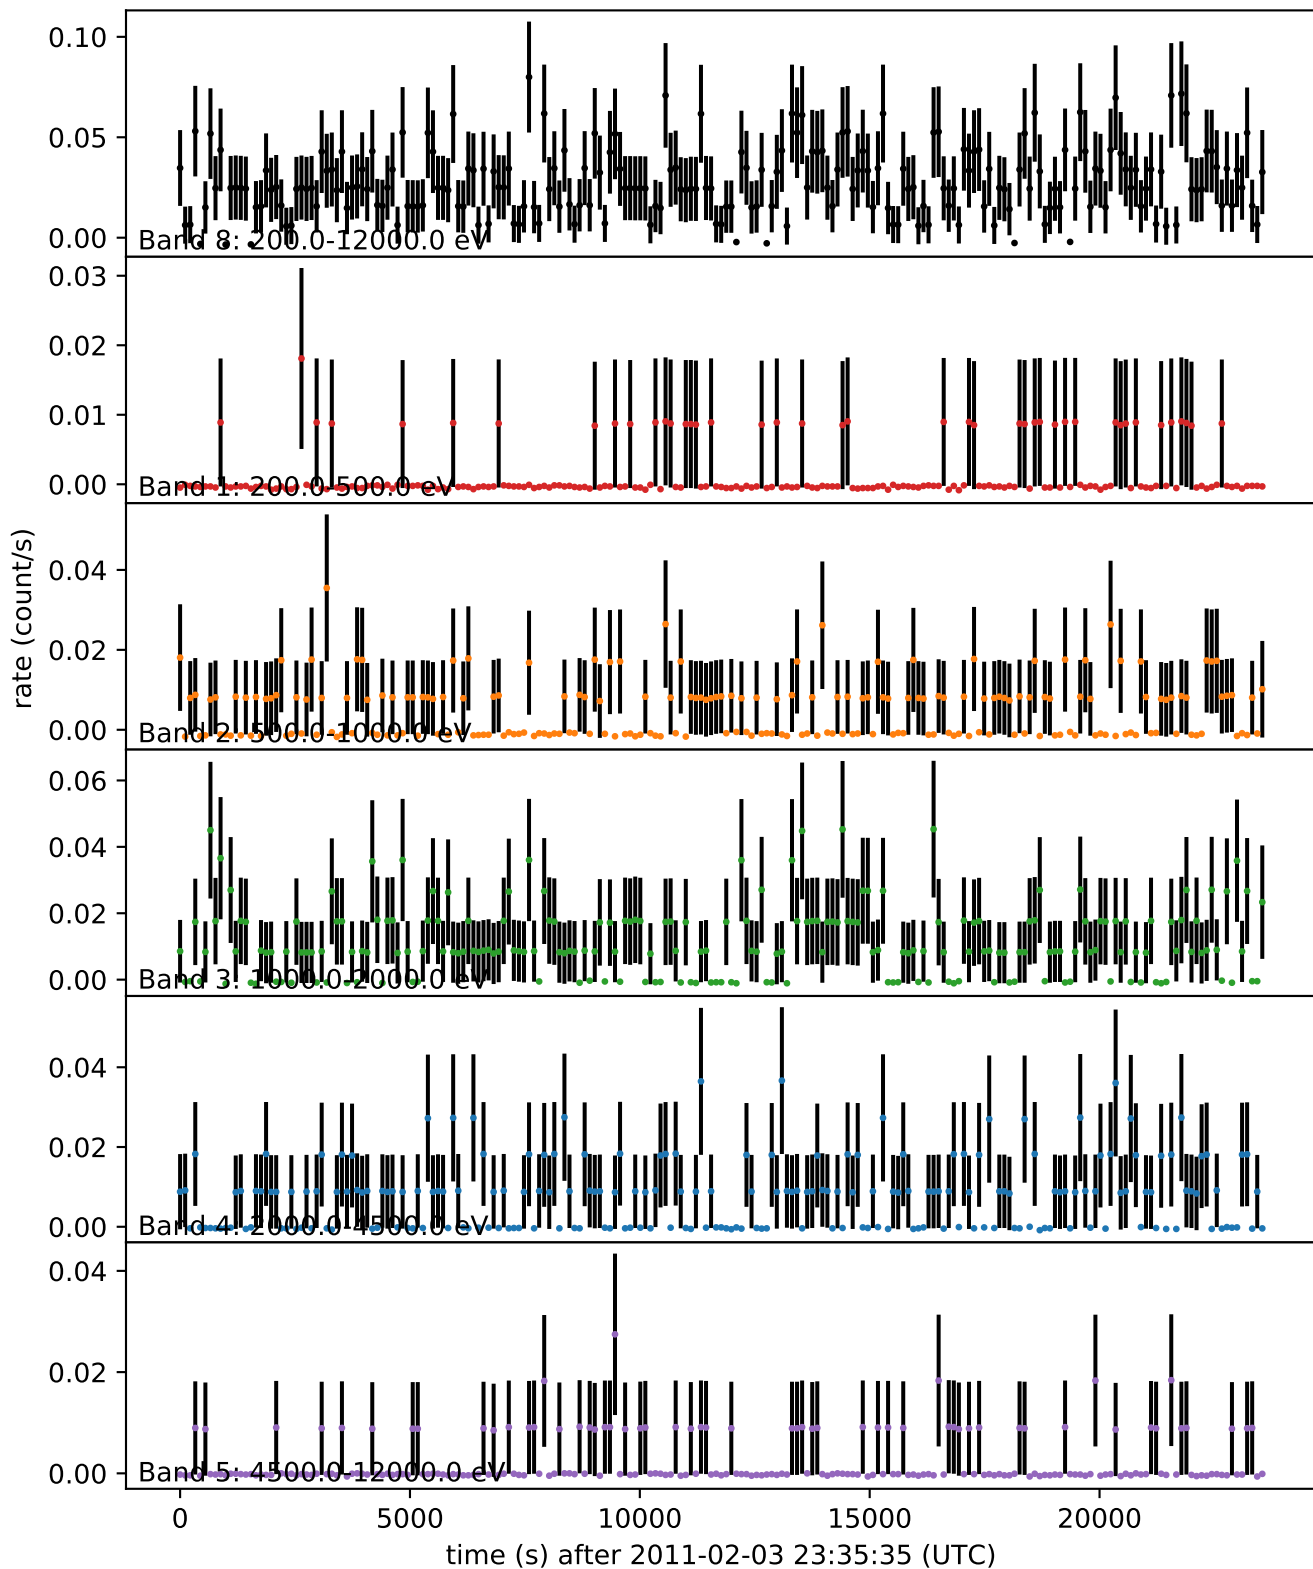 0.10
0.05
0.00
Band 8: 200.0-12000.0 eV
0.03
0.02
0.01
0.00
Band 1: 200.0-500.0 eV
rate (count/s)
0.04
0.02
0.00
Band 2: 500.0-1000.0 eV
0.06
0.04
0.02
0.00
Band 3: 1000.0-2000.0 eV
0.04
0.02
0.00
Band 4: 2000.0-4500.0 eV
0.04
0.02
0.00
Band 5: 4500.0-12000.0 eV
0 5000 10000 15000 20000
time (s) after 2011-02-03 23:35:35 (UTC)